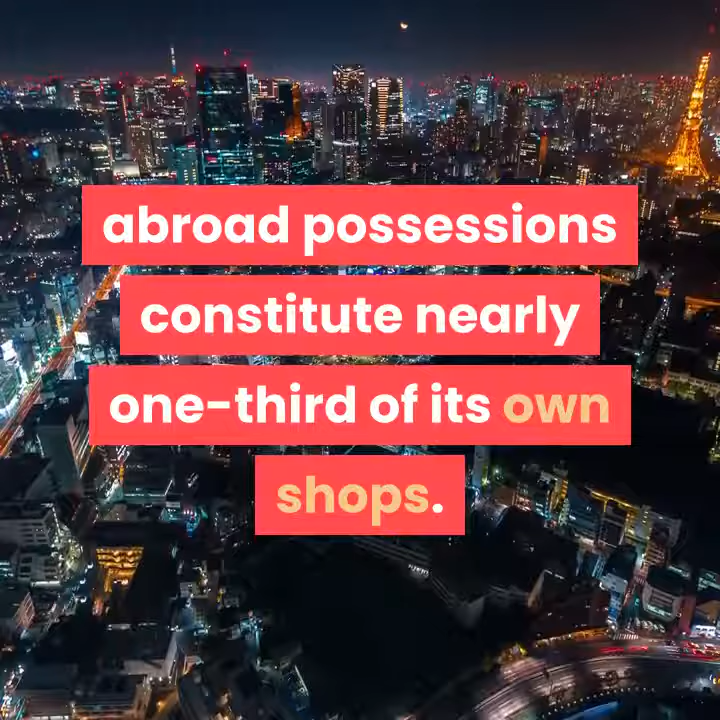 abroad possessions
constitute nearly
one-third of its own
shops.